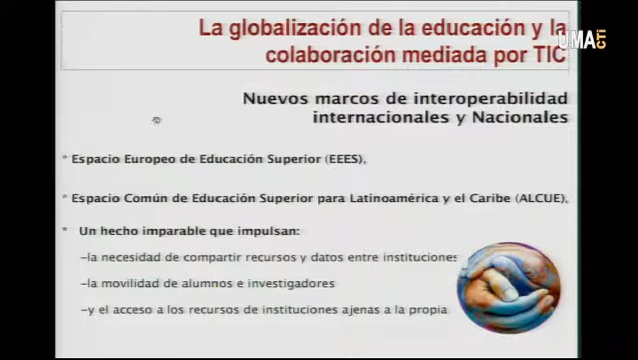 La globalización de la educación y la
colaboración mediada por TIC
UMA CTI
Nuevos marcos de interoperabilidad
internacionales y Nacionales
* Espacio Europeo de Educación Superior (EEES),
* Espacio Común de Educación Superior para Latinoamérica y el Caribe (ALCUE),
* Un hecho imparable que impulsan:
–la necesidad de compartir recursos y datos entre instituciones
–la movilidad de alumnos e investigadores
–y el acceso a los recursos de instituciones ajenas a la propia